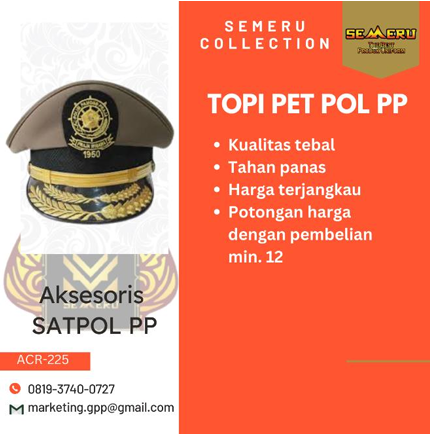 SEMERU
COLLECTION
SEMERU
TOPI PET POL PP
Kualitas tebal
Tahan panas
Harga terjangkau
Potongan harga
dengan pembelian
min. 12
1950
SEMERU
Aksesoris
SATPOL PP
ACR-225
0819-3740-0727
marketing.gpp@gmail.com